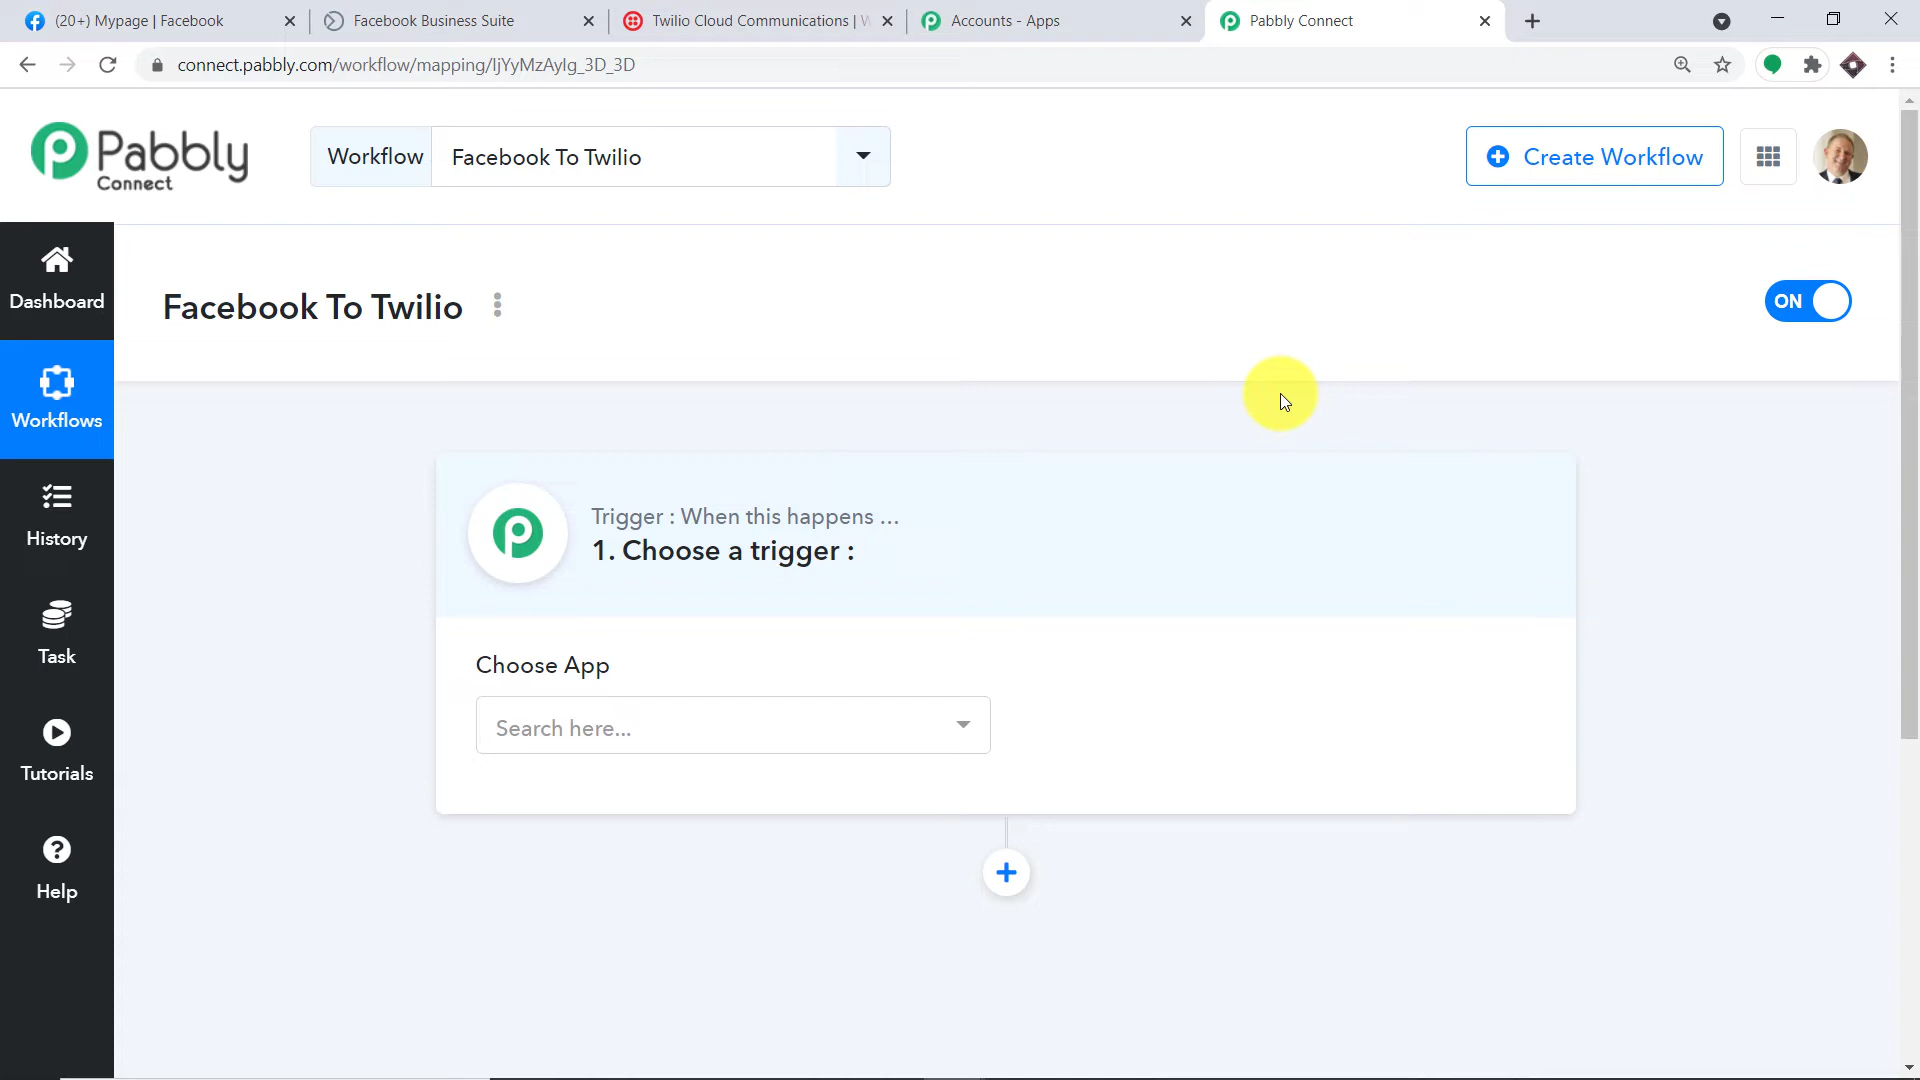 (20+) Mypage | Facebook
Facebook Business Suite
Twilio Cloud Communications |
Accounts - Apps
Pabbly Connect
connect.pabbly.com/workflow/mapping/IjYyMzAyIg_3D_3D
Pabbly
Connect
Workflow
Facebook To Twilio
Create Workflow
Dashboard
Workflows
History
Task
Tutorials
Help
Facebook To Twilio
ON
Trigger : When this happens ...
1. Choose a trigger :
Choose App
Search here...